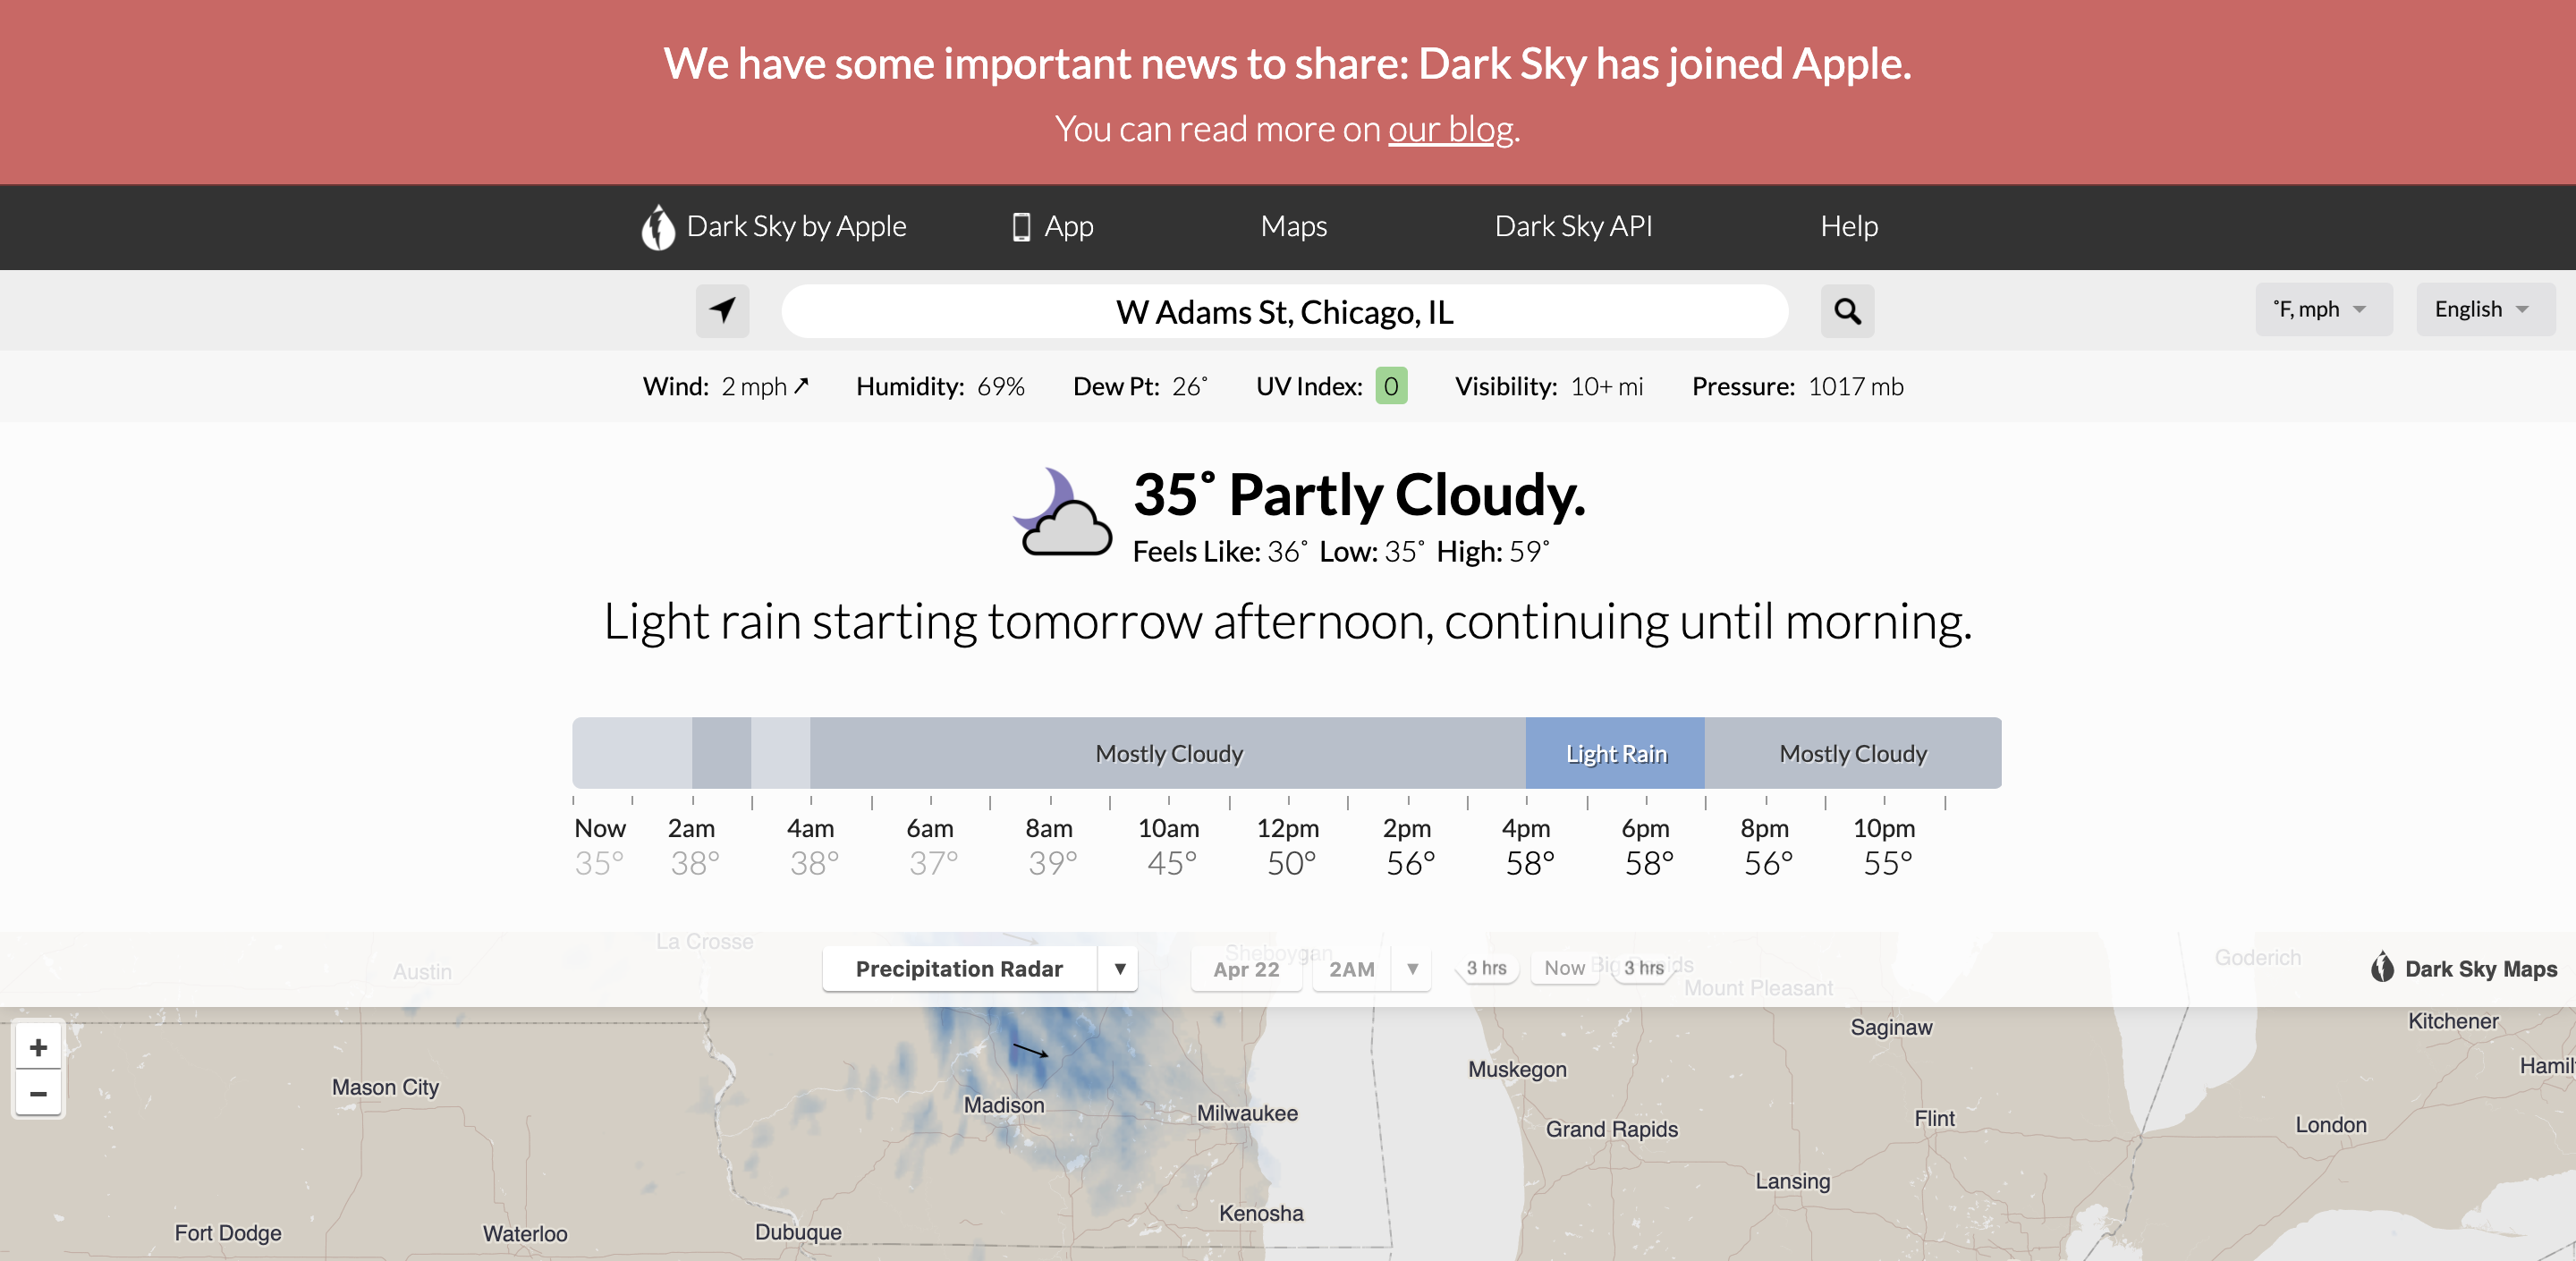 We have some important news to share: Dark Sky has joined Apple.
You can read more on our blog.
Dark Sky by Apple App Maps Dark Sky API Help
W Adams St, Chicago, IL ˚F, mph English
Wind: 2 mph Humidity: 69% Dew Pt: 26˚ UV Index: 0 Visibility: 10+ mi Pressure: 1017 mb
35˚ Partly Cloudy.
Feels Like: 36˚ Low: 35˚ High: 59˚
Light rain starting tomorrow afternoon, continuing until morning.
Mostly Cloudy Light Rain Mostly Cloudy
Now 2am 4am 6am 8am 10am 12pm 2pm 4pm 6pm 8pm 10pm
35° 38° 38° 37° 39° 45° 50° 56° 58° 58° 56° 55°
La Crosse Sheboygan Goderich
Austin Precipitation Radar ▼ Apr 22 2AM ▼ 3 hrs Now 3 hrs Dark Sky Maps
Mount Pleasant
Saginaw Kitchener
+
Muskegon Hamil
Mason City
−
Madison Milwaukee Grand Rapids Flint London
Lansing
Kenosha
Fort Dodge Waterloo Dubuque